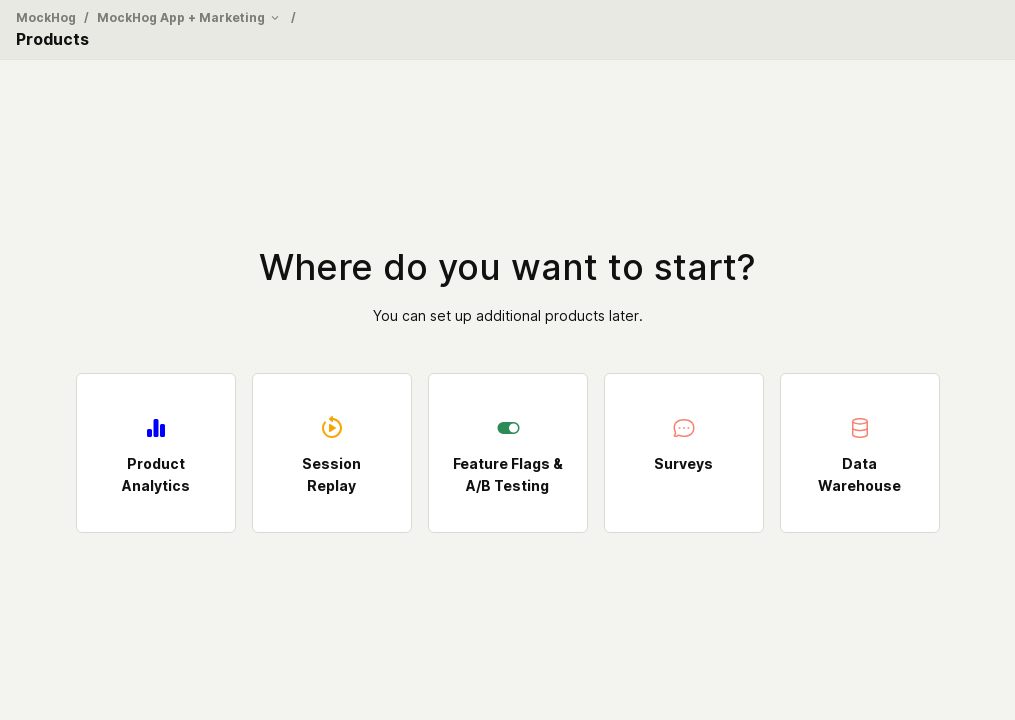 MockHog / MockHog App + Marketing /
Products
Where do you want to start?
You can set up additional products later.
Product
Analytics
Session
Replay
Feature Flags &
A/B Testing
Surveys
Data
Warehouse